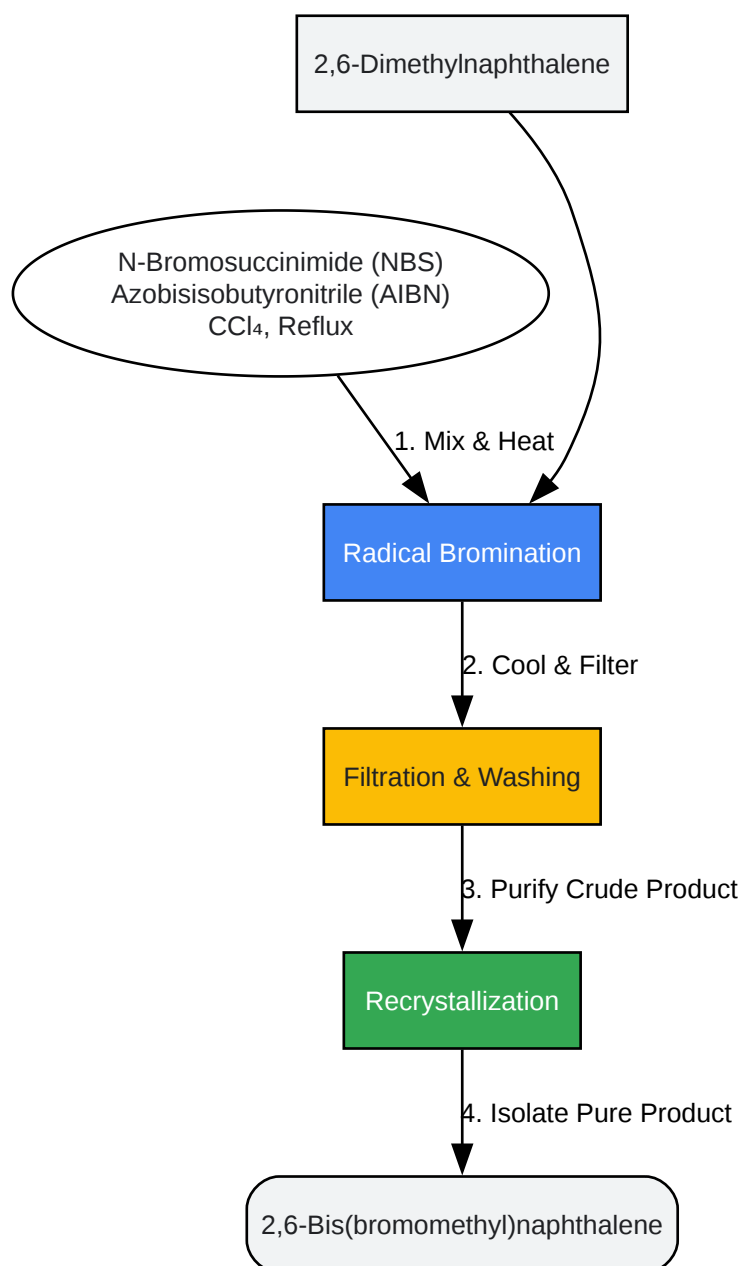 2,6-Dimethylnaphthalene
N-Bromosuccinimide (NBS)
Azobisisobutyronitrile (AIBN)
CCl₄, Reflux
1. Mix & Heat
Radical Bromination
2. Cool & Filter
Filtration & Washing
3. Purify Crude Product
Recrystallization
4. Isolate Pure Product
2,6-Bis(bromomethyl)naphthalene